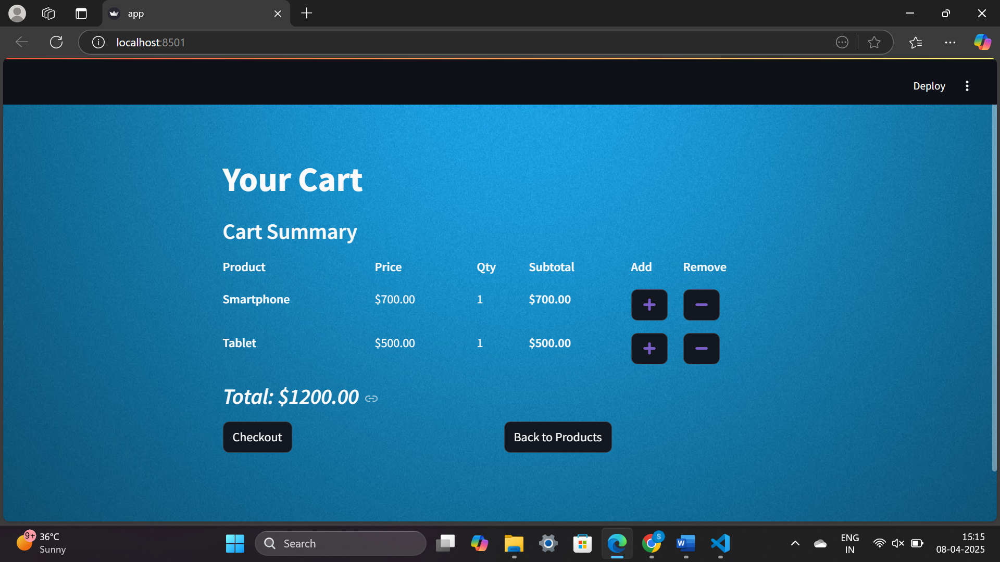 app
localhost:8501
Deploy
Your Cart
Cart Summary
Product Price Qty Subtotal Add Remove
Smartphone $700.00 1 $700.00
Tablet $500.00 1 $500.00
Total: $1200.00
Checkout Back to Products
9+ 36°C
Sunny
Search
S
W
ENG
IN
15:15
08-04-2025